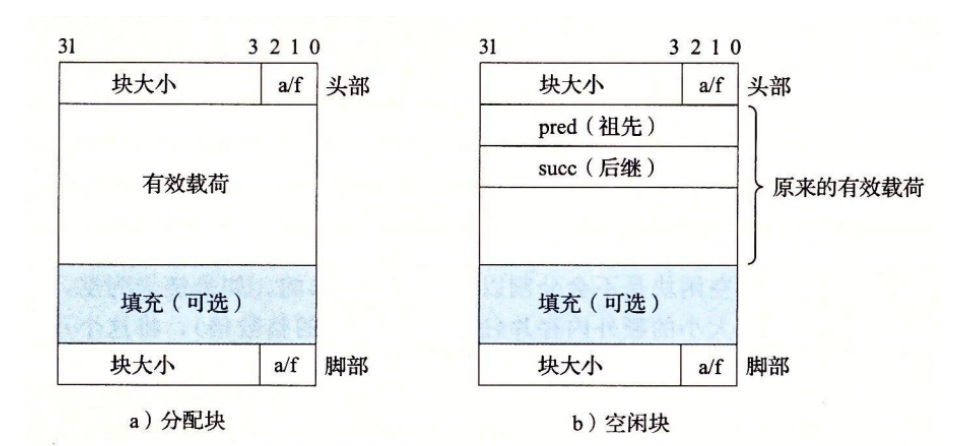 31 3 2 1 0
块大小 a/f 头部
有效载荷
填充（可选）
块大小 a/f 脚部
a）分配块
31 3 2 1 0
块大小 a/f 头部
pred（祖先）
succ（后继）
原来的有效载荷
填充（可选）
块大小 a/f 脚部
b）空闲块